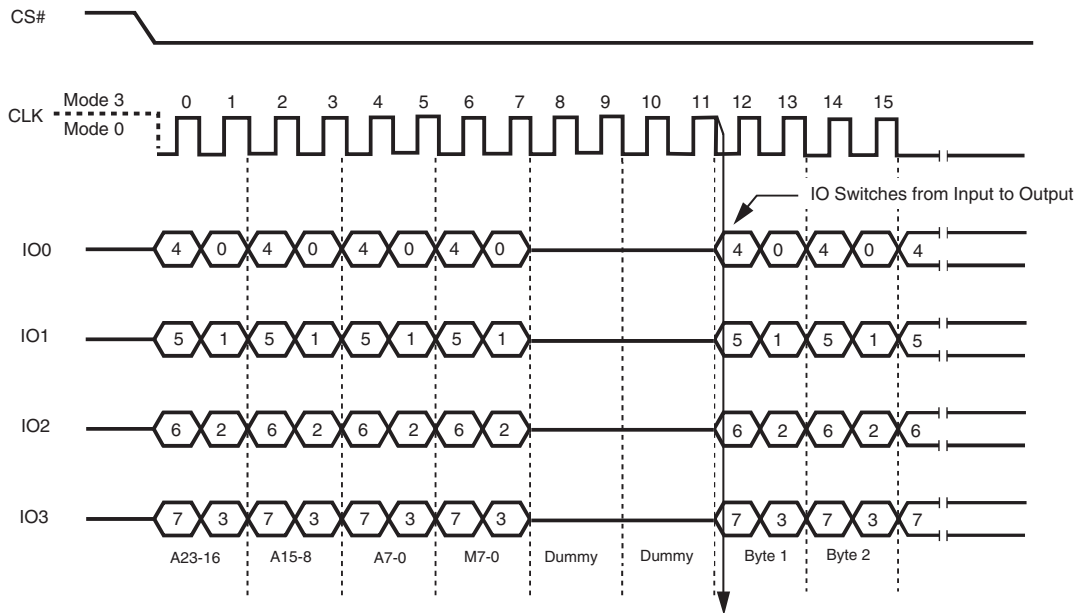 CS#
CLK
Mode 3
Mode 0
0 1 2 3 4 5 6 7 8 9 10 11 12 13 14 15
IO Switches from Input to Output
IO0 4 0 4 0 4 0 4 0 4 0 4 0 4
IO1 5 1 5 1 5 1 5 1 5 1 5 1 5
IO2 6 2 6 2 6 2 6 2 6 2 6 2 6
IO3 7 3 7 3 7 3 7 3 7 3 7 3 7
A23-16 A15-8 A7-0 M7-0 Dummy Dummy Byte 1 Byte 2